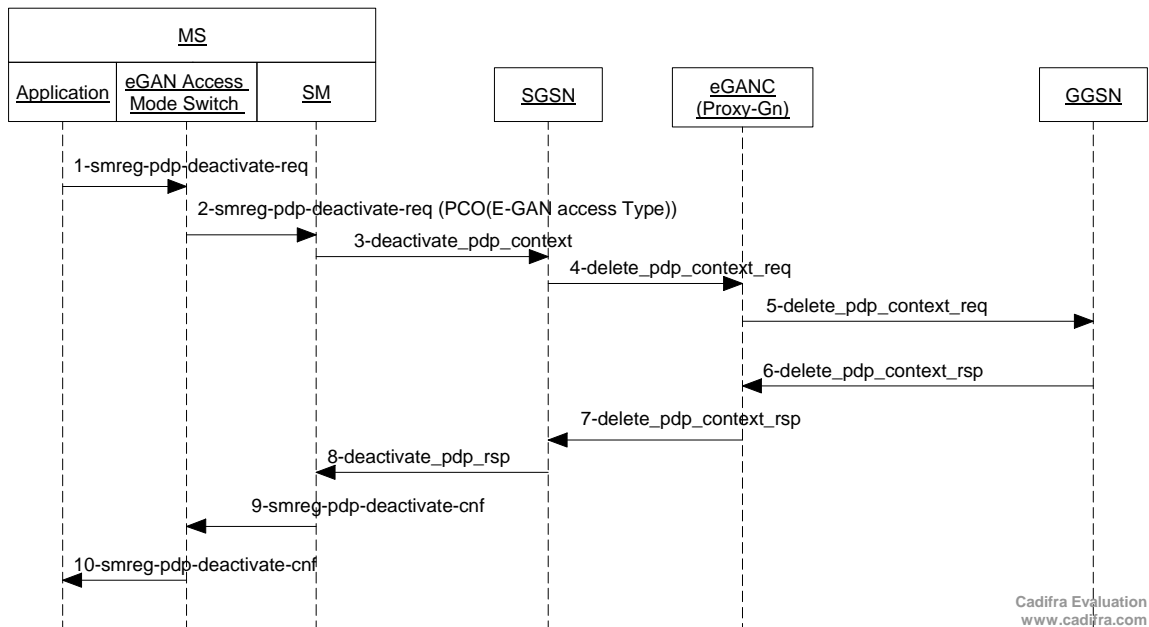 MS
Application
eGAN Access
Mode Switch
SM
SGSN
eGANC
(Proxy-Gn)
GGSN
1-smreg-pdp-deactivate-req
2-smreg-pdp-deactivate-req (PCO(E-GAN access Type))
3-deactivate_pdp_context
4-delete_pdp_context_req
5-delete_pdp_context_req
6-delete_pdp_context_rsp
7-delete_pdp_context_rsp
8-deactivate_pdp_rsp
9-smreg-pdp-deactivate-cnf
10-smreg-pdp-deactivate-cnf
Cadifra Evaluation
www.cadifra.com